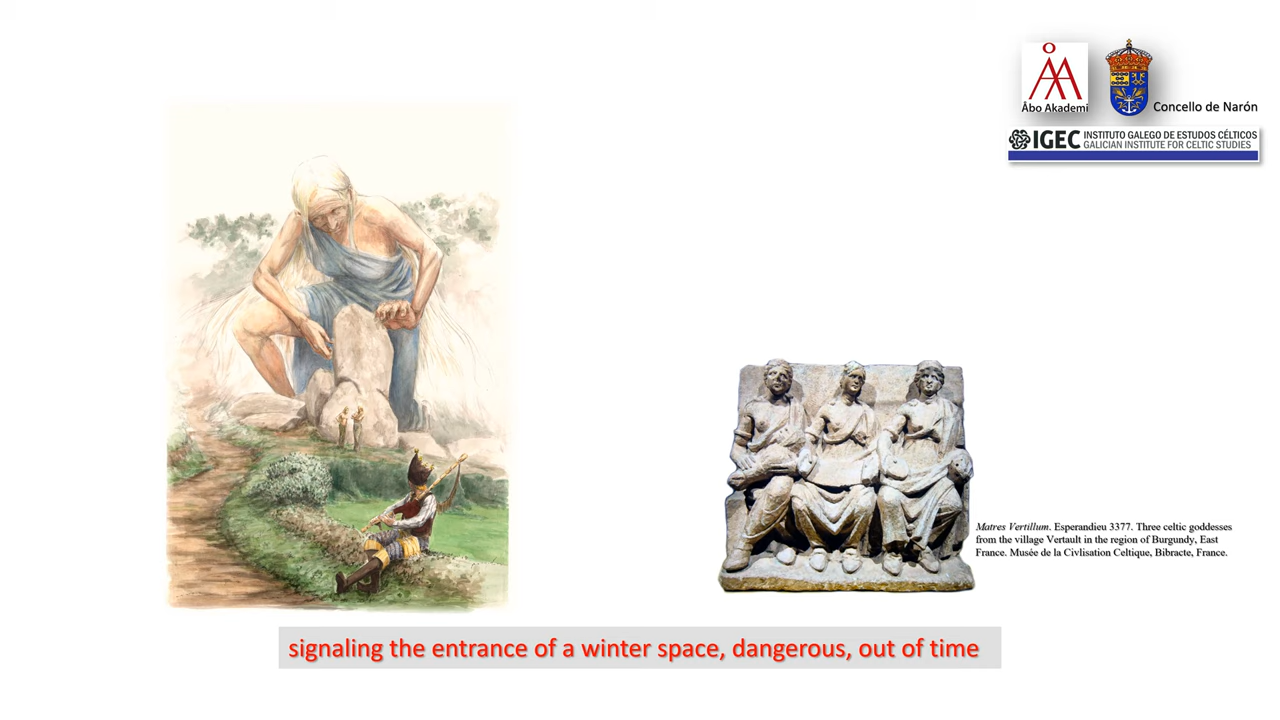 Åbo Akademi
Concello de Narón
IGEC INSTITUTO GALEGO DE ESTUDOS CÉLTICOS
GALICIAN INSTITUTE FOR CELTIC STUDIES
Matres Vertillum. Esperandieu 3377. Three celtic goddesses
from the village Vertault in the region of Burgundy, East
France. Musée de la Civlisation Celtique, Bibracte, France.
signaling the entrance of a winter space, dangerous, out of time